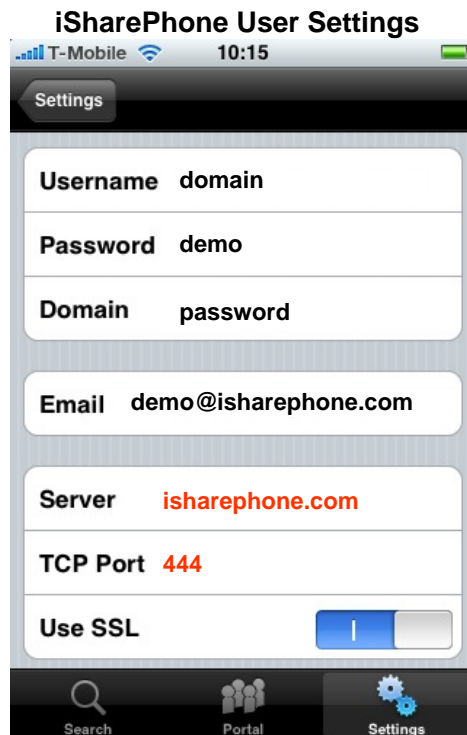 iSharePhone User Settings
T-Mobile 10:15
Settings
Username domain
Password demo
Domain password
Email demo@isharephone.com
Server isharephone.com
TCP Port 444
Use SSL
Search Portal Settings